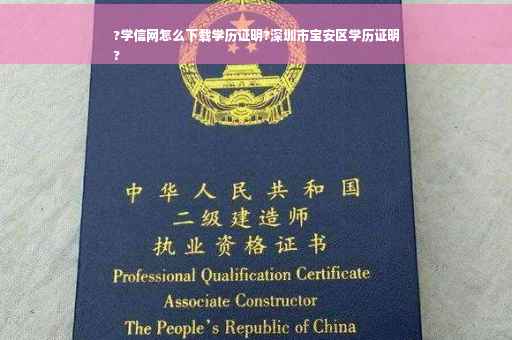 ?学信网怎么下载学历证明?深圳市宝安区学历证明
?
中华人民共和国
二级建造师
执业资格证书
Professional Qualification Certificate
Associate Constructor
The People's Republic of China